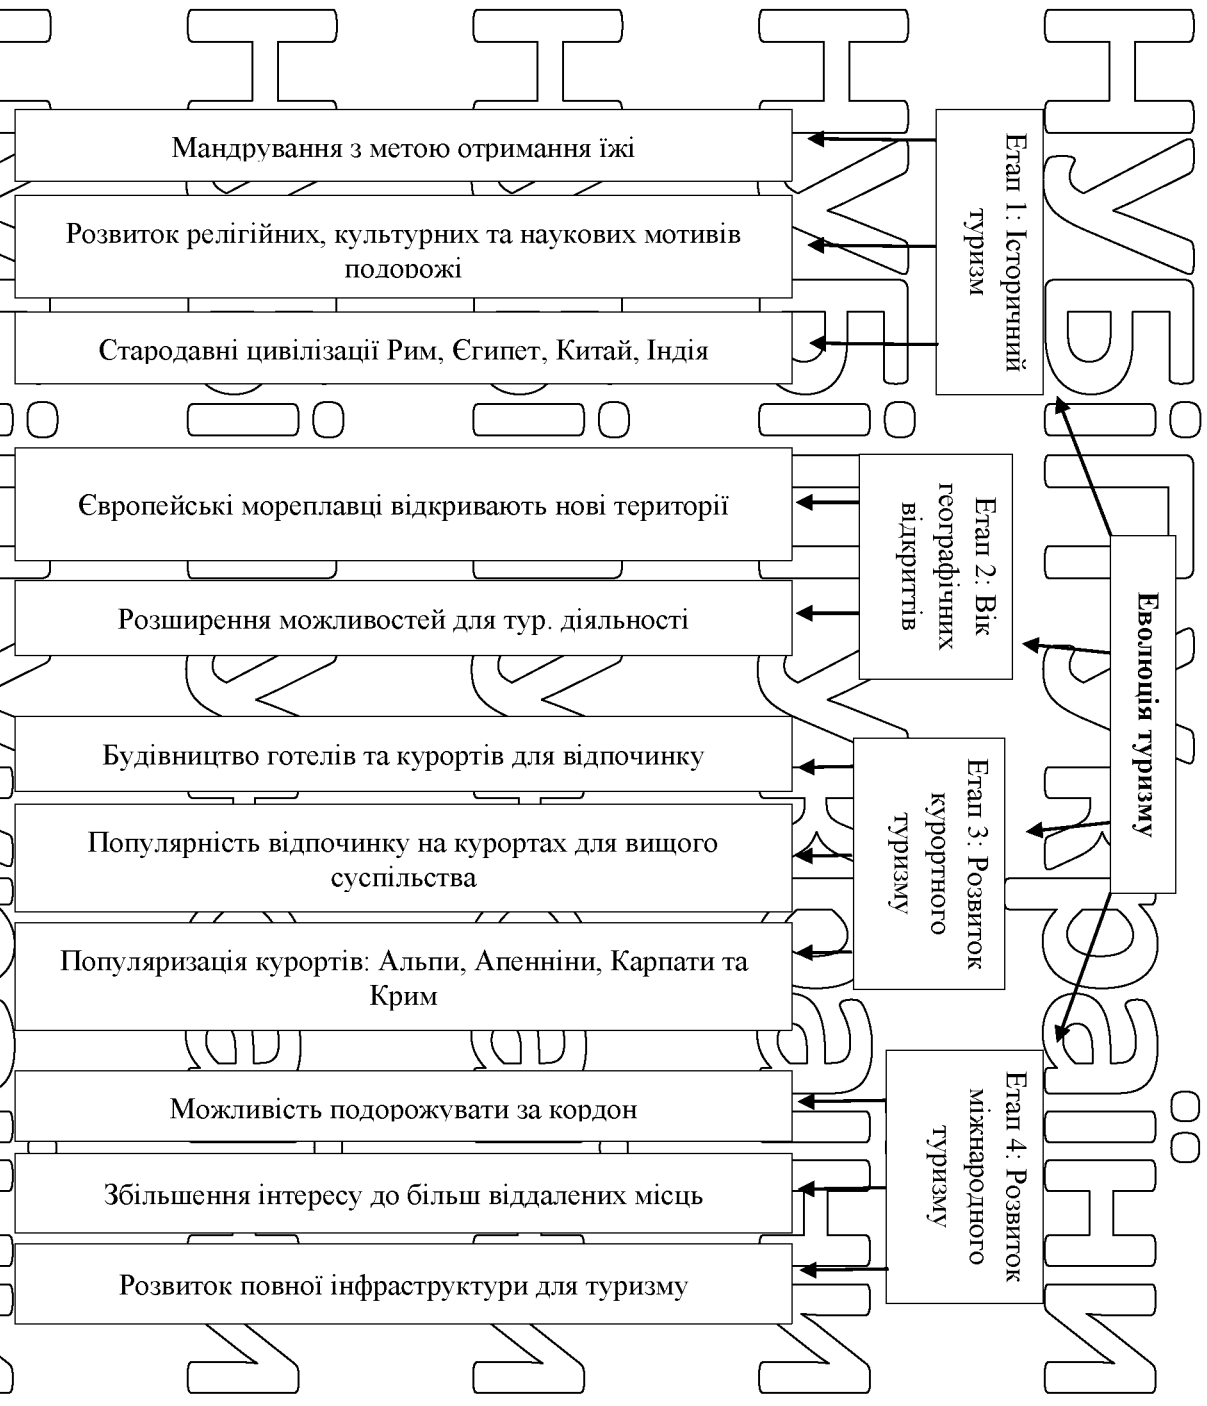 Еволюція туризму
Етап 1: Історичний
туризм
Мандрування з метою отримання їжі
Розвиток релігійних, культурних та наукових мотивів
подорожі
Стародавні цивілізації Рим, Єгипет, Китай, Індія
Етап 2: Вік
географічних
відкриттів
Європейські мореплавці відкривають нові території
Розширення можливостей для тур. діяльності
Етап 3: Розвиток
курортного
туризму
Будівництво готелів та курортів для відпочинку
Популярність відпочинку на курортах для вищого
суспільства
Популяризація курортів: Альпи, Апенніни, Карпати та
Крим
Етап 4: Розвиток
міжнародного
туризму
Можливість подорожувати за кордон
Збільшення інтересу до більш віддалених місць
Розвиток повної інфраструктури для туризму
НУБіП України